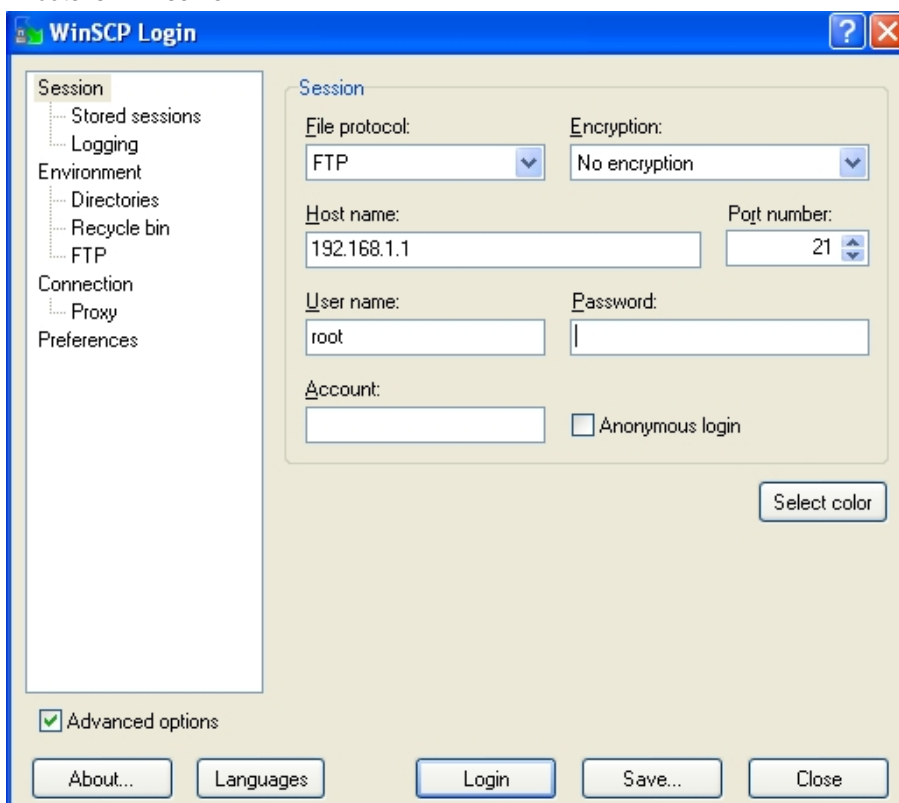 WinSCP Login
Session
Stored sessions
Logging
Environment
Directories
Recycle bin
FTP
Connection
Proxy
Preferences
Session
File protocol:
Encryption:
FTP
No encryption
Host name:
Port number:
192.168.1.1
21
User name:
Password:
root
Account:
Anonymous login
Select color
Advanced options
About...
Languages
Login
Save...
Close